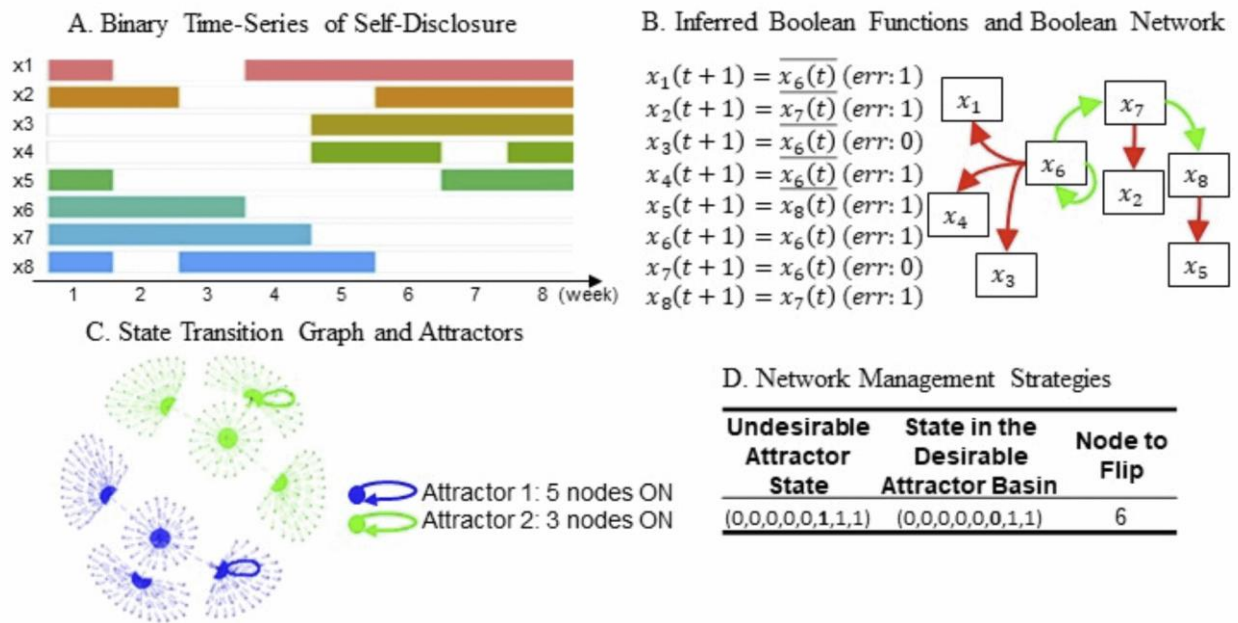 A. Binary Time-Series of Self-Disclosure
x1
x2
x3
x4
x5
x6
x7
x8
1 2 3 4 5 6 7 8 (week)
B. Inferred Boolean Functions and Boolean Network
x₁(t + 1) = x̅₆̅(̅t̅)̅ (err: 1)
x₂(t + 1) = x̅₇̅(̅t̅)̅ (err: 1)
x₃(t + 1) = x̅₆̅(̅t̅)̅ (err: 0)
x₄(t + 1) = x̅₆̅(̅t̅)̅ (err: 1)
x₅(t + 1) = x̅₈̅(̅t̅)̅ (err: 1)
x₆(t + 1) = x₆(t) (err: 1)
x₇(t + 1) = x₆(t) (err: 0)
x₈(t + 1) = x₇(t) (err: 1)
x₁
x₇
x₆
x₈
x₂
x₄
x₃
x₅
C. State Transition Graph and Attractors
Attractor 1: 5 nodes ON
Attractor 2: 3 nodes ON
D. Network Management Strategies
Undesirable Attractor State
State in the Desirable Attractor Basin
Node to Flip
(0,0,0,0,0,1,1,1) (0,0,0,0,0,0,1,1) 6